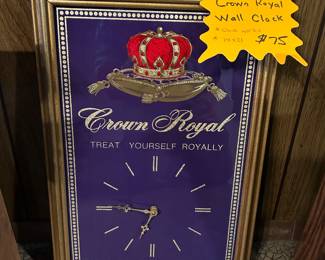 Crown Royal
Wall Clock
$75
Crown Royal
TREAT YOURSELF ROYALLY